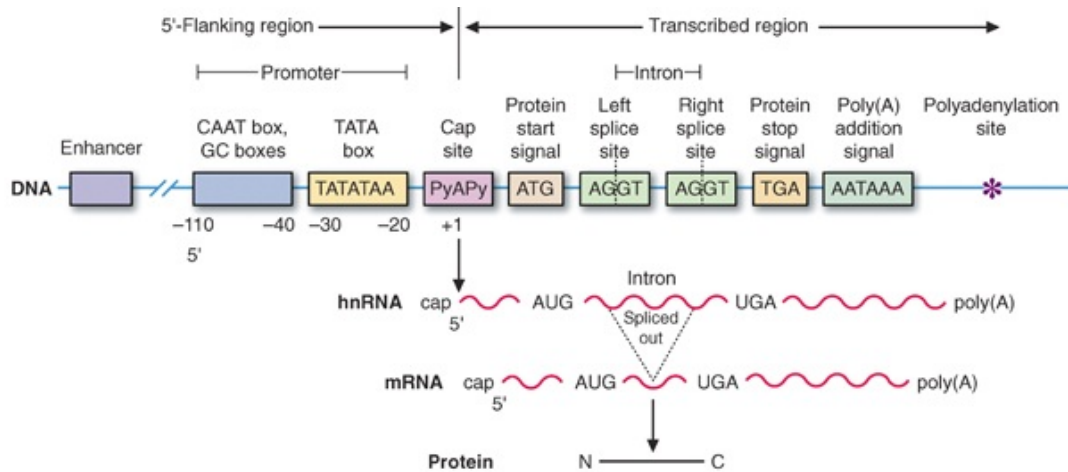 5'-Flanking region
Transcribed region
Promoter
Intron
Enhancer
CAAT box,
GC boxes
TATA
box
Cap
site
Protein
start
signal
Left
splice
site
Right
splice
site
Protein
stop
signal
Poly(A)
addition
signal
Polyadenylation
site
DNA
TATATAA
PyAPy
ATG
AGGT
AGGT
TGA
AATAAA
*
–110
–40
–30
–20
+1
5'
Intron
hnRNA cap AUG UGA poly(A)
5'
Spliced
out
mRNA cap AUG UGA poly(A)
5'
Protein N C